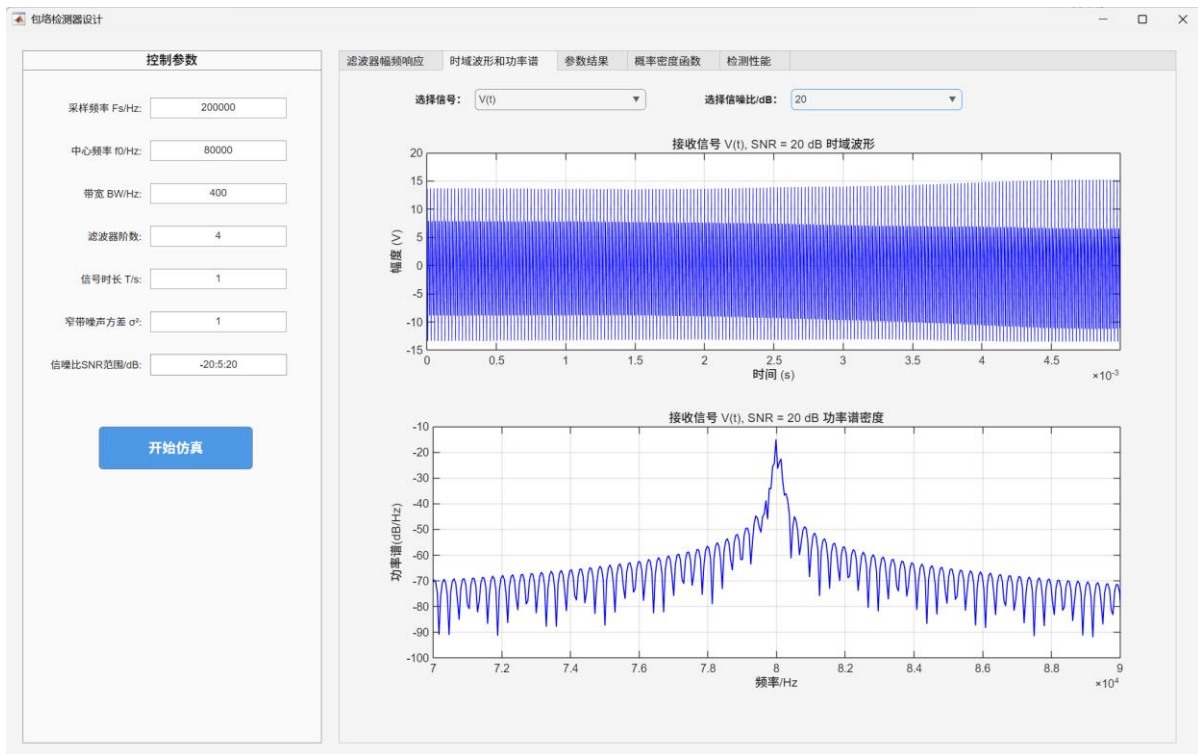 包络检测器设计
控制参数
采样频率 Fs/Hz: 200000
中心频率 f0/Hz: 80000
带宽 BW/Hz: 400
滤波器阶数: 4
信号时长 T/s: 1
窄带噪声方差 σ²: 1
信噪比SNR范围/dB: -20:5:20
开始仿真
滤波器幅频响应 时域波形和功率谱 参数结果 概率密度函数 检测性能
选择信号: V(t) 选择信噪比/dB: 20
接收信号 V(t), SNR = 20 dB 时域波形
幅度 (V)
20
15
10
5
0
-5
-10
-15
0 0.5 1 1.5 2 2.5 3 3.5 4 4.5
时间 (s)
×10⁻³
接收信号 V(t), SNR = 20 dB 功率谱密度
功率谱(dB/Hz)
-10
-20
-30
-40
-50
-60
-70
-80
-90
-100
7 7.2 7.4 7.6 7.8 8 8.2 8.4 8.6 8.8 9
频率/Hz
×10⁴